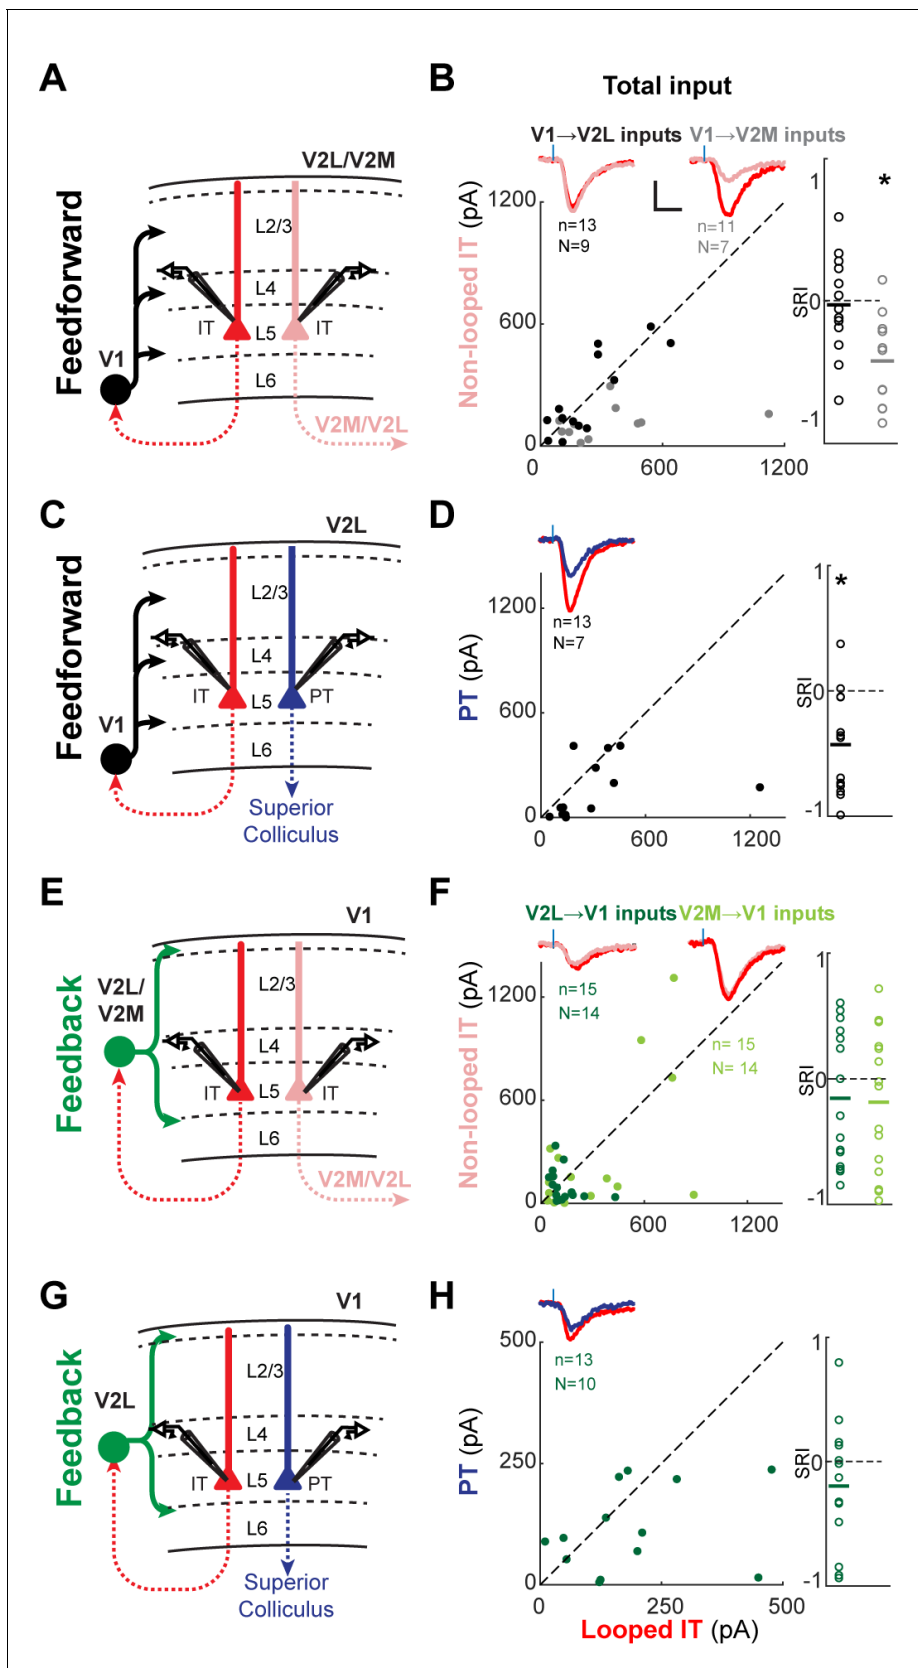 A
Feedforward
V2L/V2M
L2/3
L4
IT
L5
IT
V1
L6
V2M/V2L
B
Total input
V1→V2L inputs
V1→V2M inputs
Non-looped IT (pA)
1200
600
0
0
600
1200
n=13
N=9
n=11
N=7
SRI
1
0
-1
*
C
Feedforward
V2L
L2/3
L4
IT
L5
PT
V1
L6
Superior
Colliculus
D
PT (pA)
1200
600
0
0
600
1200
n=13
N=7
SRI
1
0
-1
*
E
Feedback
V1
V2L/
V2M
L2/3
L4
IT
L5
IT
L6
V2M/V2L
F
V2L→V1 inputs
V2M→V1 inputs
Non-looped IT (pA)
1200
600
0
0
600
1200
n=15
N=14
n= 15
N= 14
SRI
1
0
-1
G
Feedback
V1
V2L
L2/3
L4
IT
L5
PT
L6
Superior
Colliculus
H
PT (pA)
500
250
0
0
250
500
n=13
N=10
SRI
1
0
-1
Looped IT (pA)